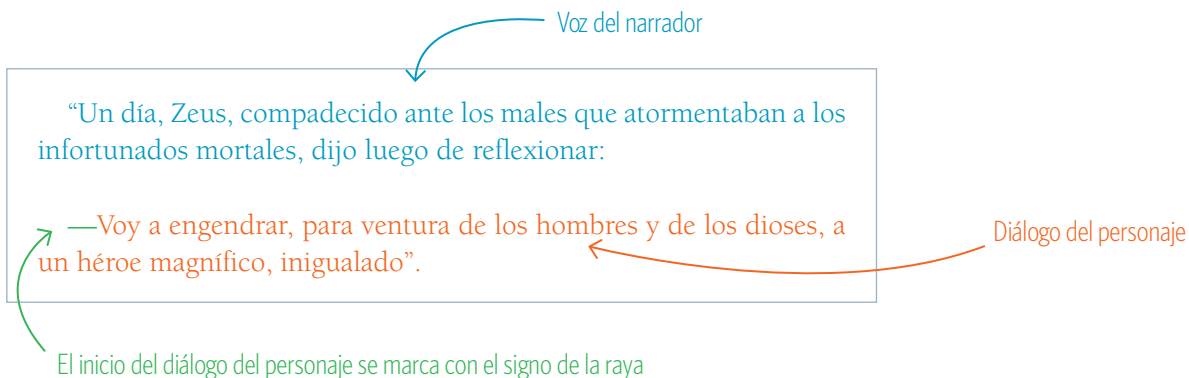 Voz del narrador
“Un día, Zeus, compadecido ante los males que atormentaban a los
infortunados mortales, dijo luego de reflexionar:
—Voy a engendrar, para ventura de los hombres y de los dioses, a
un héroe magnífico, inigualado”.
Diálogo del personaje
El inicio del diálogo del personaje se marca con el signo de la raya